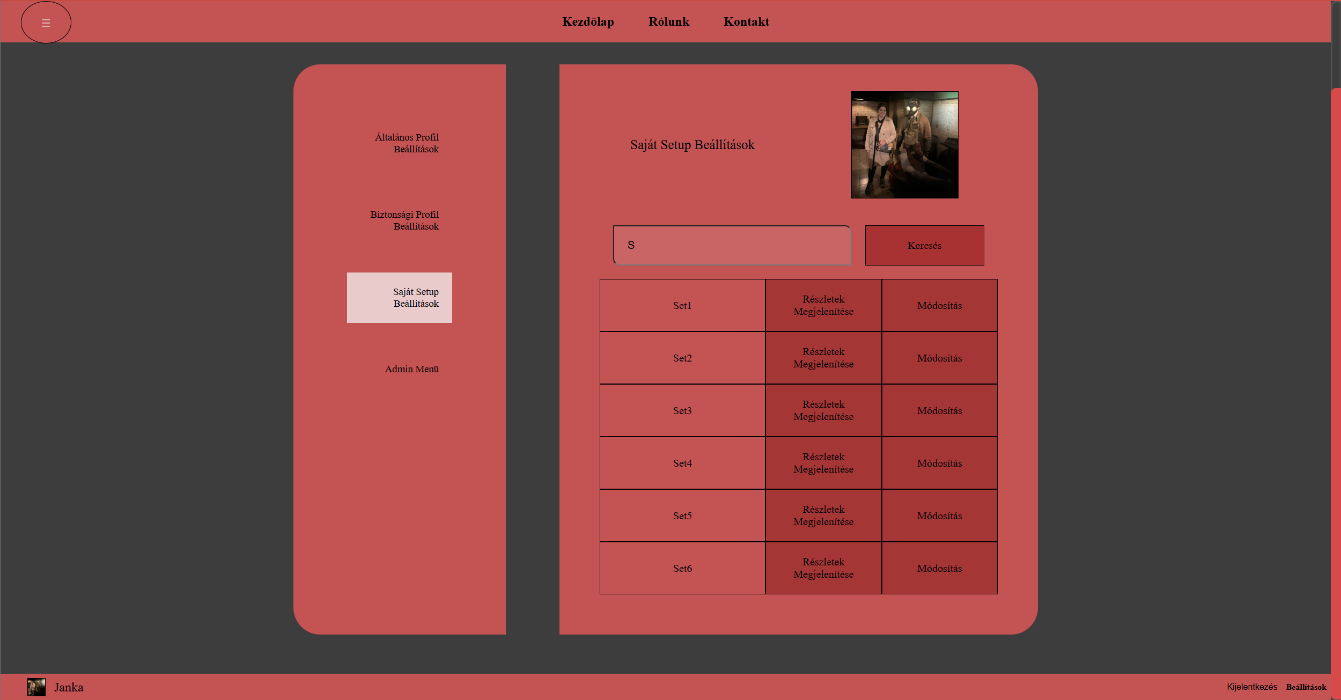 Kezdőlap Rólunk Kontakt
Általános Profil
Beállítások
Biztonsági Profil
Beállítások
Saját Setup
Beállítások
Admin Menü
Saját Setup Beállítások
S
Keresés
Set1
Részletek
Megjelenítése
Módosítás
Set2
Részletek
Megjelenítése
Módosítás
Set3
Részletek
Megjelenítése
Módosítás
Set4
Részletek
Megjelenítése
Módosítás
Set5
Részletek
Megjelenítése
Módosítás
Set6
Részletek
Megjelenítése
Módosítás
Janka
Kijelentkezés Beállítások